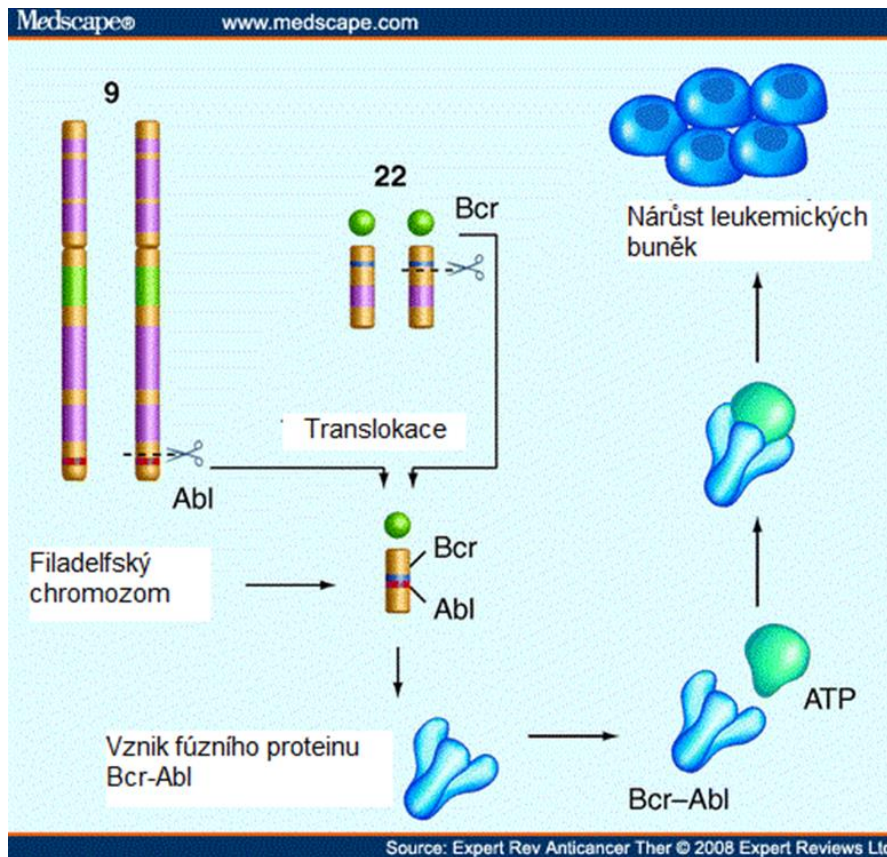 Medscape® www.medscape.com
9
22
Bcr
Nárůst leukemických
buněk
Translokace
Abl
Filadelfský
chromozom
Bcr
Abl
ATP
Vznik fúzního proteinu
Bcr-Abl
Bcr–Abl
Source: Expert Rev Anticancer Ther © 2008 Expert Reviews Ltd